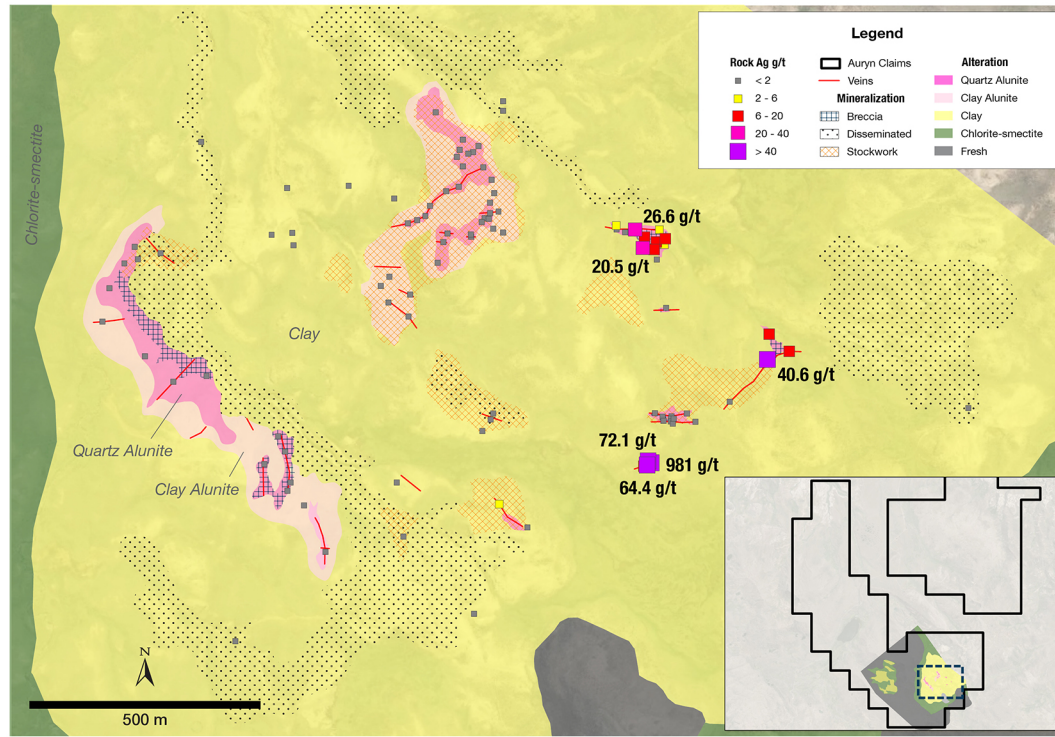 Legend
Rock Ag g/t
< 2
2 - 6
6 - 20
20 - 40
> 40
Auryn Claims
Veins
Mineralization
Breccia
Disseminated
Stockwork
Alteration
Quartz Alunite
Clay Alunite
Clay
Chlorite-smectite
Fresh
Chlorite-smectite
26.6 g/t
20.5 g/t
Clay
40.6 g/t
72.1 g/t
Quartz Alunite
981 g/t
Clay Alunite
64.4 g/t
N
500 m